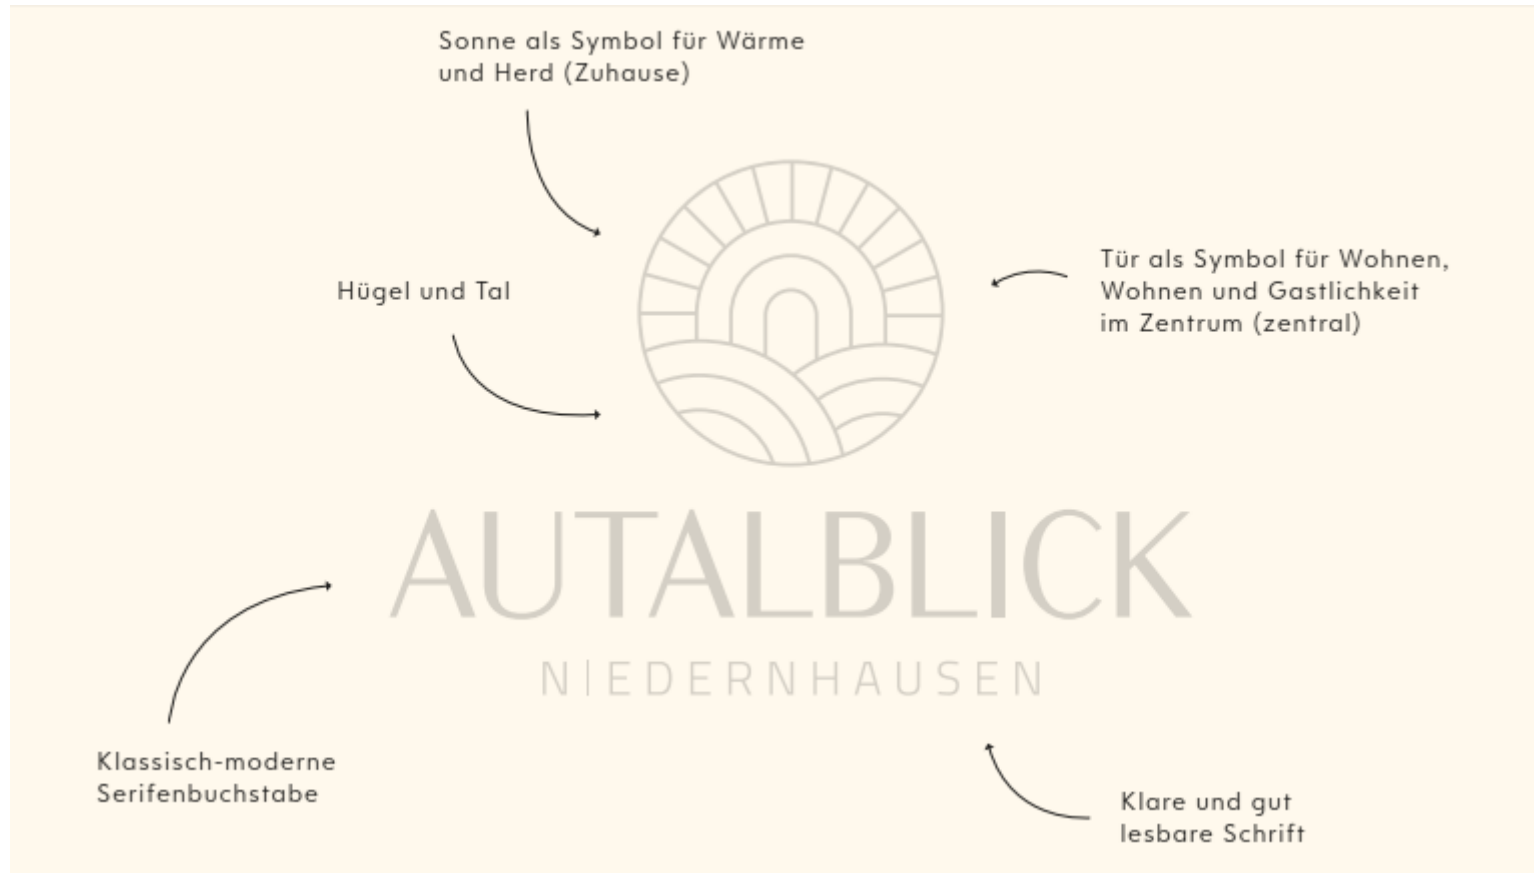 Sonne als Symbol für Wärme
und Herd (Zuhause)
Hügel und Tal
Tür als Symbol für Wohnen,
Wohnen und Gastlichkeit
im Zentrum (zentral)
AUTALBLICK
NIEDERNHAUSEN
Klassisch-moderne
Serifenbuchstabe
Klare und gut
lesbare Schrift